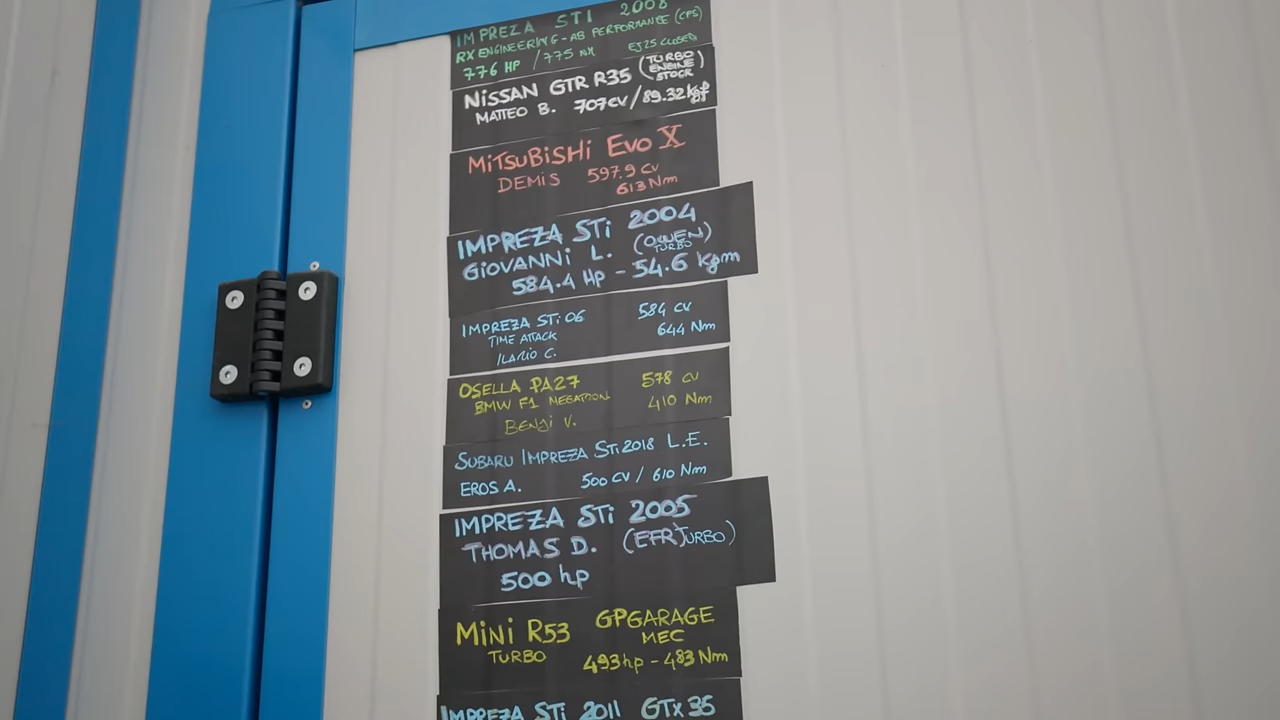 IMPREZA STI 2008
RX ENGINEERING - AB PERFORMANCE (CPS)
776 HP / 775 NM EJ25 CLOSED
NISSAN GTR R35 (TURBO ENGINE STOCK)
MATTEO B. 707CV/89.32
MITSUBISHI EVO X
DEMIS 597.9 CV
613 Nm
IMPREZA STi 2004
GIOVANNI L. (OWEN TURBO)
584.4 HP - 54.6 kgm
IMPREZA STi 06 584 CV
TIME ATTACK 644 Nm
ILARIO C.
OSELLA PA27 578 CV
BMW F1 MEGATRON 410 Nm
BENJI V.
SUBARU IMPREZA STi 2018 L.E.
EROS A. 500 CV / 610 Nm
IMPREZA STi 2005
THOMAS D. (EFR TURBO)
500 hp
MINI R53 GPGARAGE
TURBO MEC
493hp - 483 Nm
IMPREZA STi 2011 GTX 35